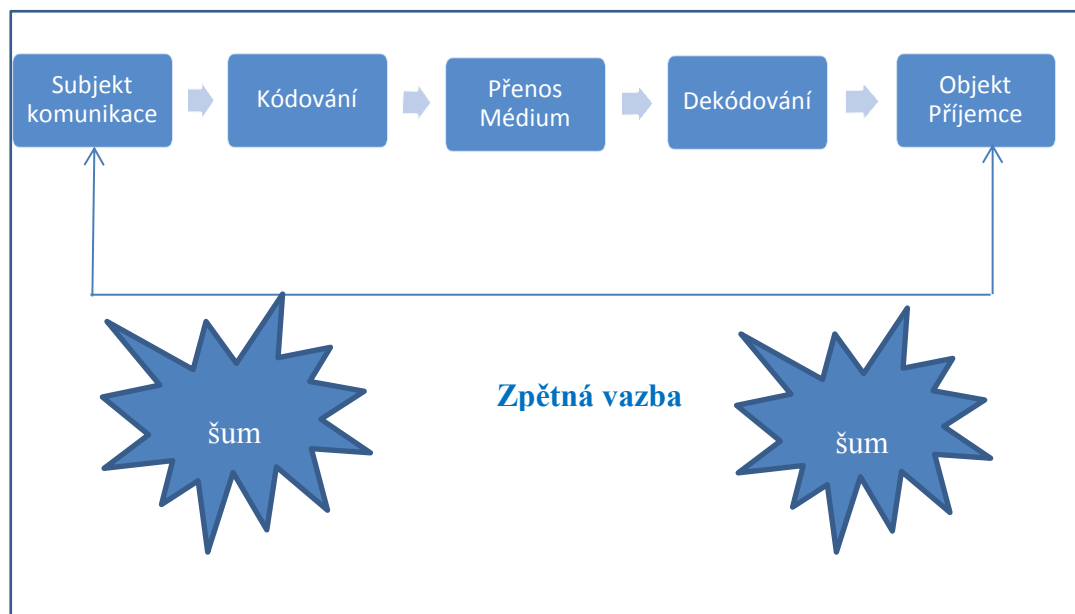 Subjekt
komunikace
Kódování
Přenos
Médium
Dekódování
Objekt
Příjemce
Zpětná vazba
šum
šum